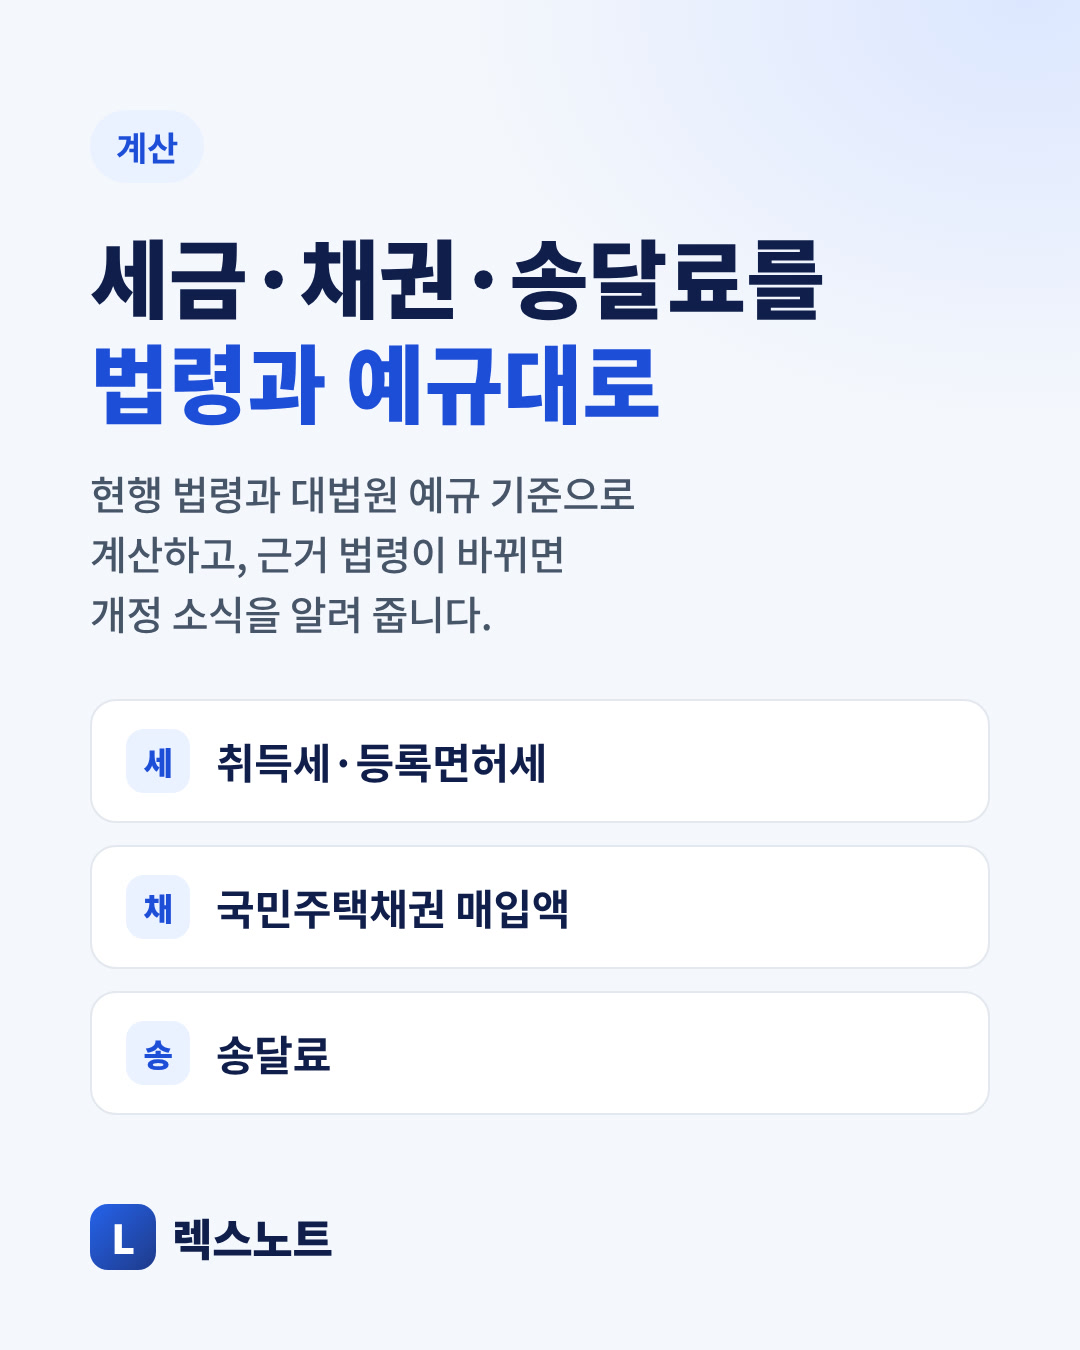 계산
세금·채권·송달료를
법령과 예규대로
현행 법령과 대법원 예규 기준으로
계산하고, 근거 법령이 바뀌면
개정 소식을 알려 줍니다.
세 취득세·등록면허세
채 국민주택채권 매입액
송 송달료
L 렉스노트